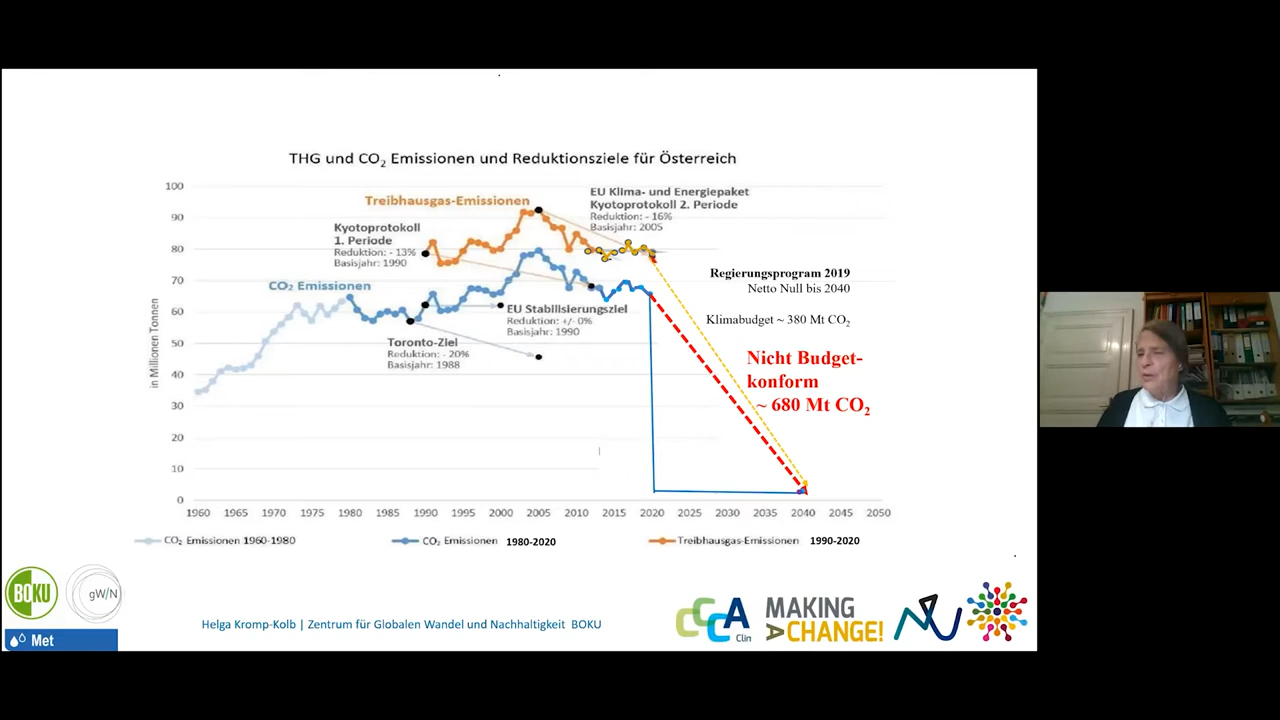 THG und CO₂ Emissionen und Reduktionsziele für Österreich
in Millionen Tonnen
100
90
80
70
60
50
40
30
20
10
0
Treibhausgas-Emissionen
EU Klima- und Energiepaket
Kyotoprotokoll 2. Periode
Reduktion: - 16%
Basisjahr: 2005
Kyotoprotokoll
1. Periode
Reduktion: - 13%
Basisjahr: 1990
CO₂ Emissionen
EU Stabilisierungsziel
Reduktion: +/- 0%
Basisjahr: 1990
Toronto-Ziel
Reduktion: - 20%
Basisjahr: 1988
Regierungsprogram 2019
Netto Null bis 2040
Klimabudget ~ 380 Mt CO₂
Nicht Budget-
konform
~ 680 Mt CO₂
1960 1965 1970 1975 1980 1985 1990 1995 2000 2005 2010 2015 2020 2025 2030 2035 2040 2045 2050
CO₂ Emissionen 1960-1980 CO₂ Emissionen 1980-2020 Treibhausgas-Emissionen 1990-2020
BOKU
gW/N
Met
Helga Kromp-Kolb | Zentrum für Globalen Wandel und Nachhaltigkeit BOKU
CCCA
Clin
MAKING
A CHANGE!